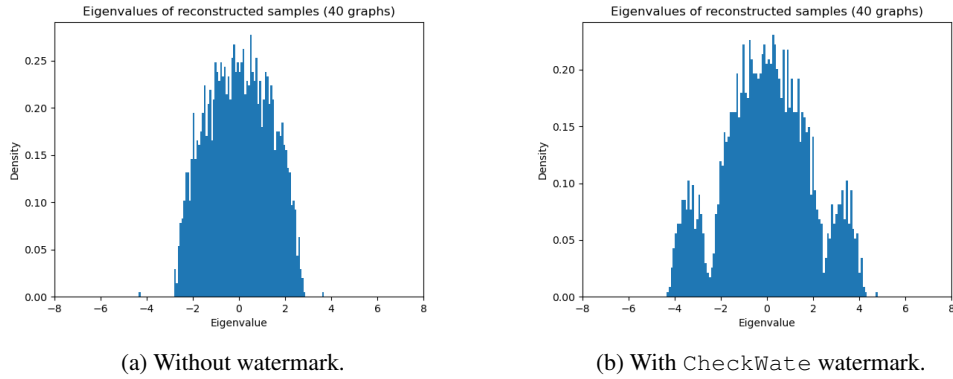 Eigenvalues of reconstructed samples (40 graphs)
0.25
0.20
0.15
0.10
0.05
0.00
Density
−8 −6 −4 −2 0 2 4 6 8
Eigenvalue
(a) Without watermark.
Eigenvalues of reconstructed samples (40 graphs)
0.20
0.15
0.10
0.05
0.00
Density
−8 −6 −4 −2 0 2 4 6 8
Eigenvalue
(b) With CheckWate watermark.